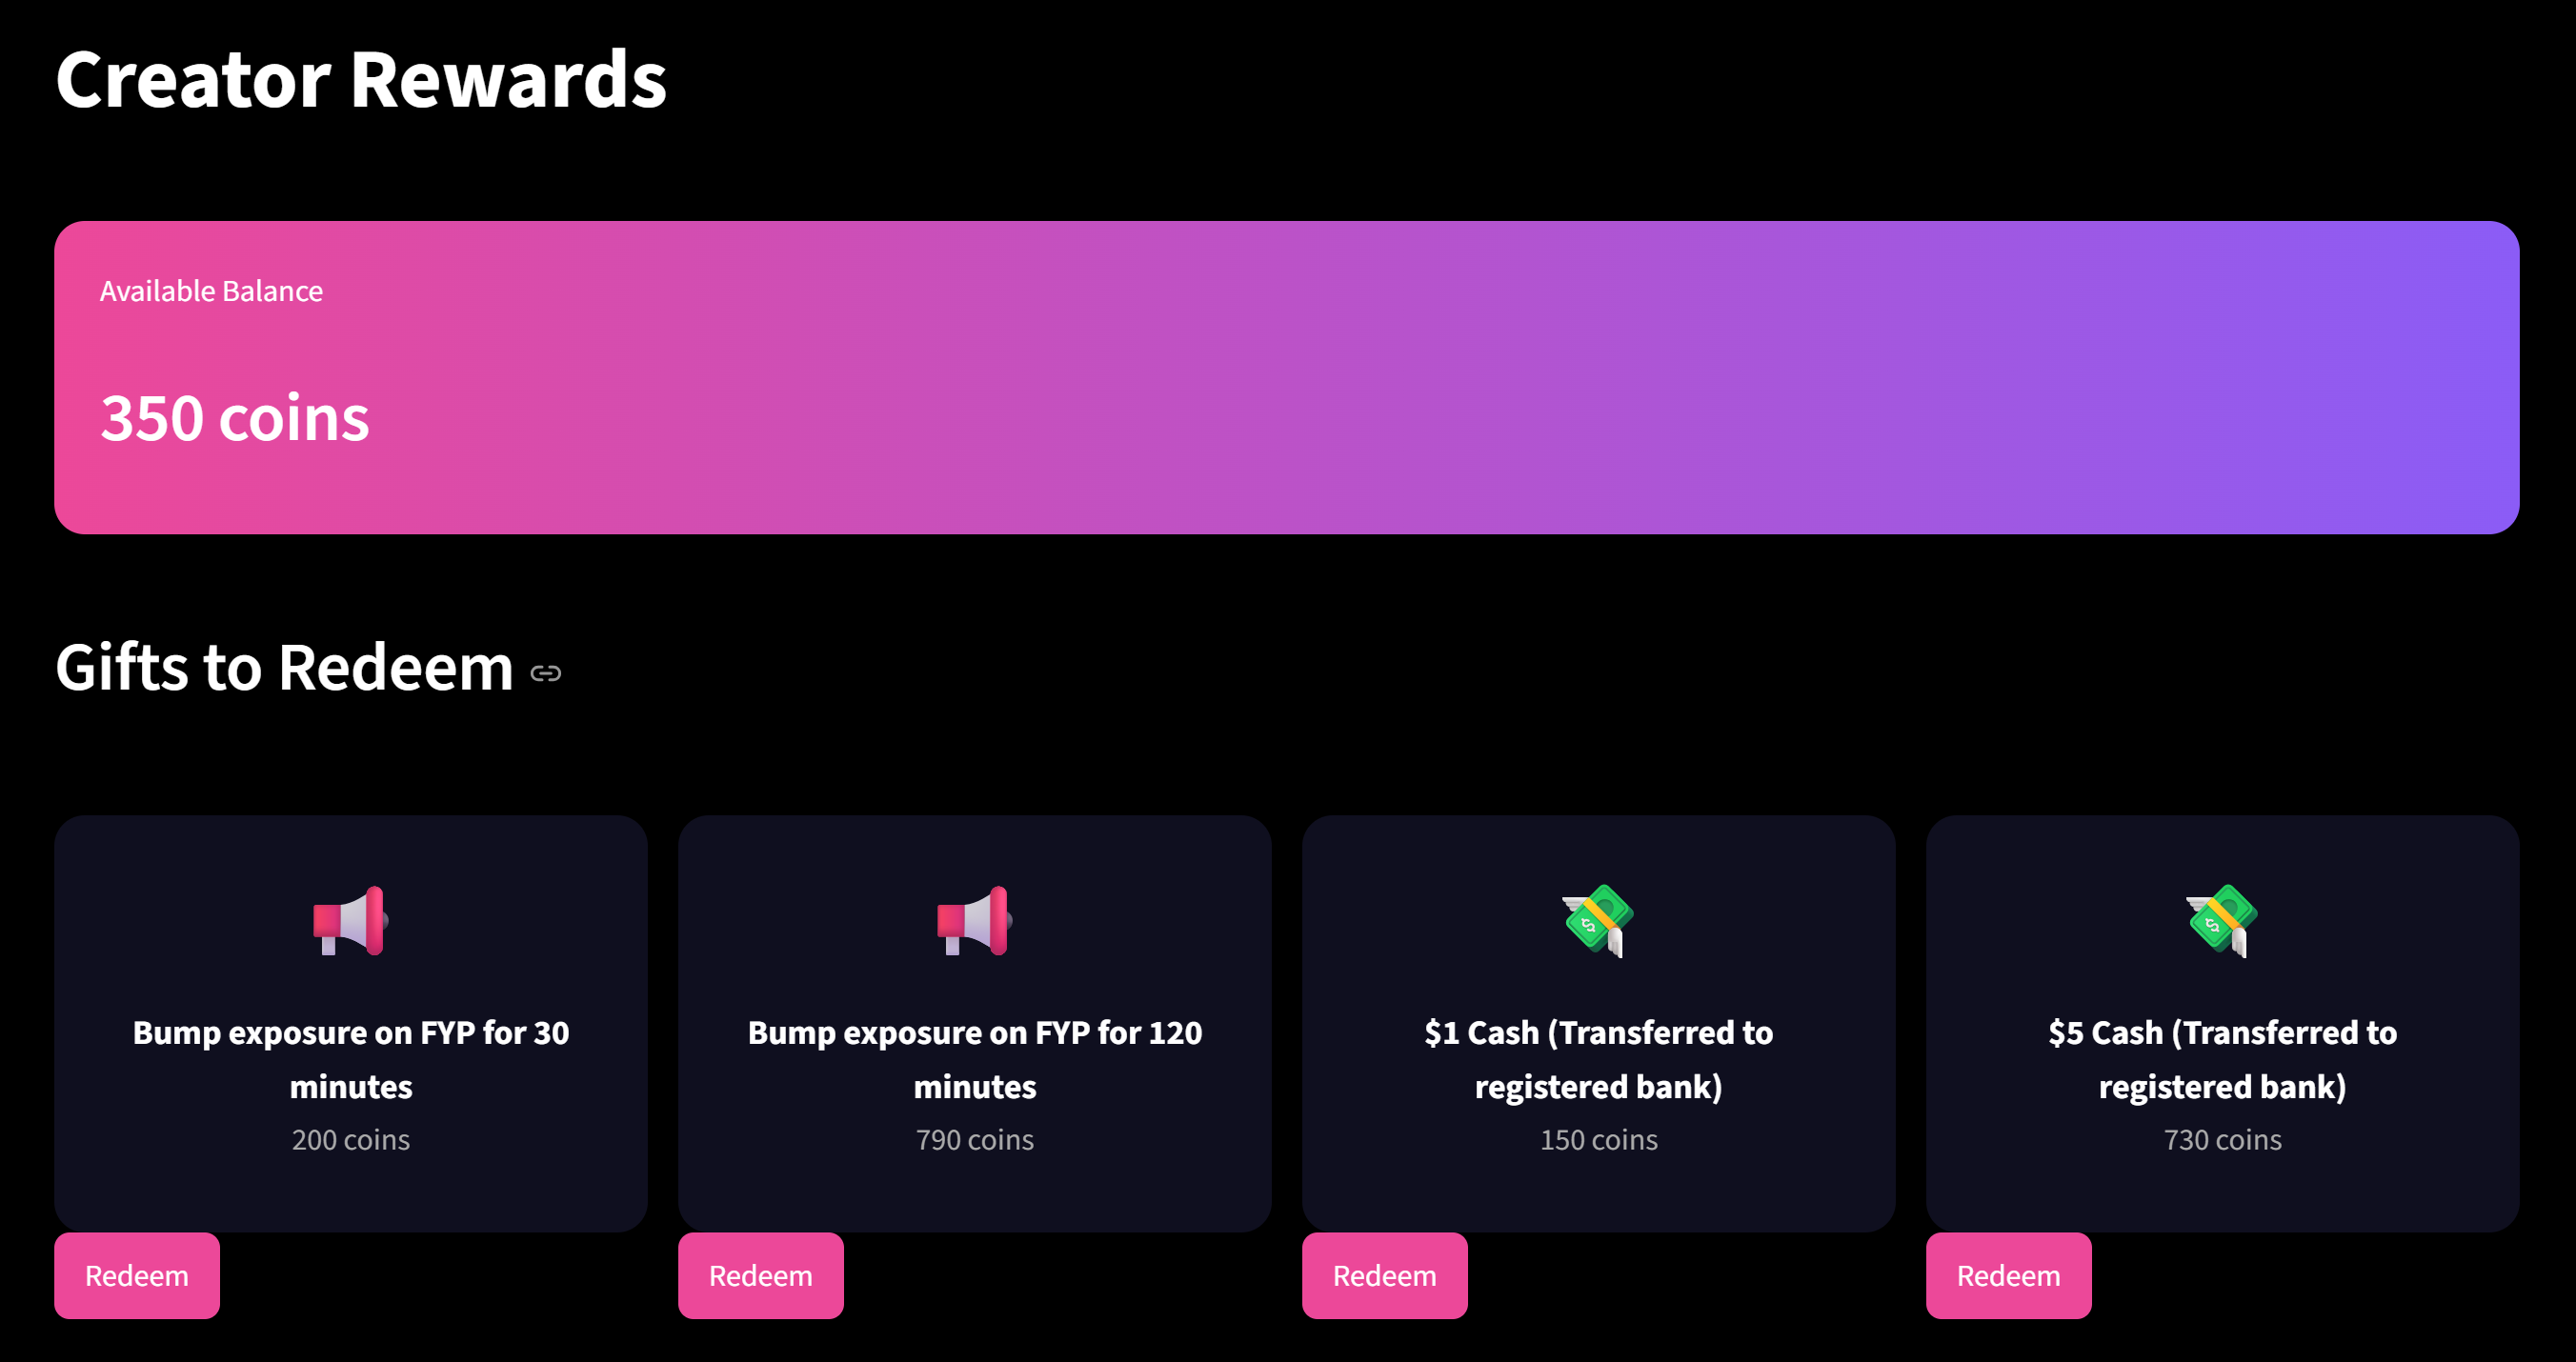 Creator Rewards
Available Balance
350 coins
Gifts to Redeem
Bump exposure on FYP for 30
minutes
200 coins
Redeem
Bump exposure on FYP for 120
minutes
790 coins
Redeem
$1 Cash (Transferred to
registered bank)
150 coins
Redeem
$5 Cash (Transferred to
registered bank)
730 coins
Redeem